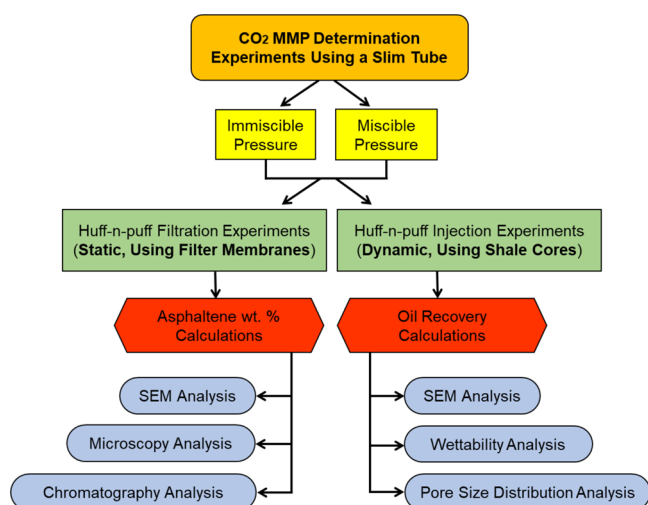 CO₂ MMP Determination
Experiments Using a Slim Tube
Immiscible
Pressure
Miscible
Pressure
Huff-n-puff Filtration Experiments
(Static, Using Filter Membranes)
Huff-n-puff Injection Experiments
(Dynamic, Using Shale Cores)
Asphaltene wt. %
Calculations
Oil Recovery
Calculations
SEM Analysis
Microscopy Analysis
Chromatography Analysis
SEM Analysis
Wettability Analysis
Pore Size Distribution Analysis